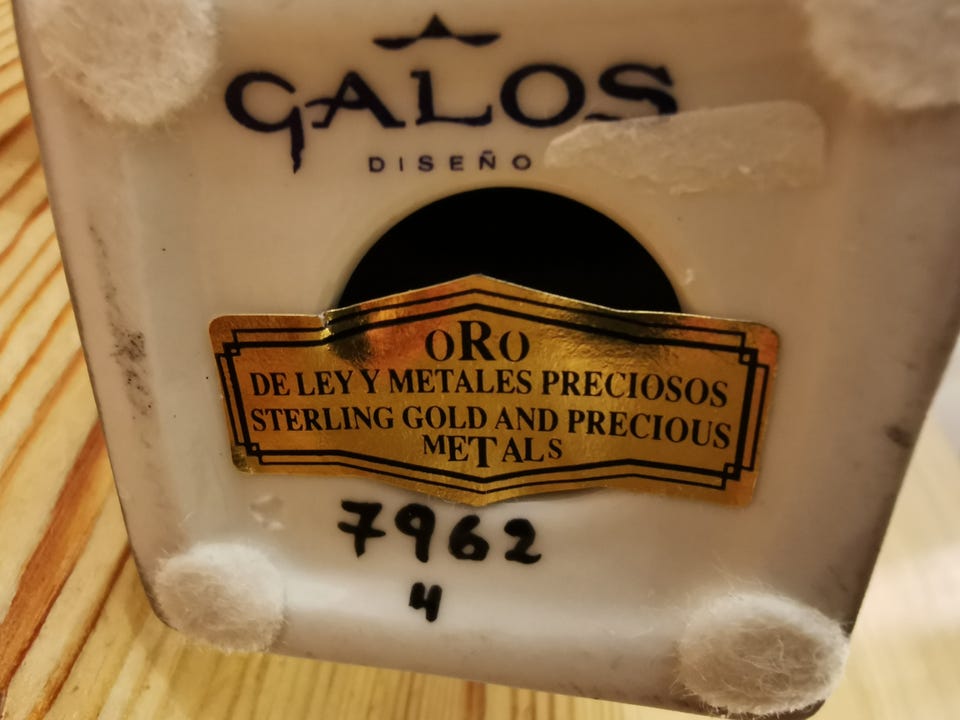 GALOS
DISEÑO
ORO
DE LEY Y METALES PRECIOSOS
STERLING GOLD AND PRECIOUS
METALS
7962
4